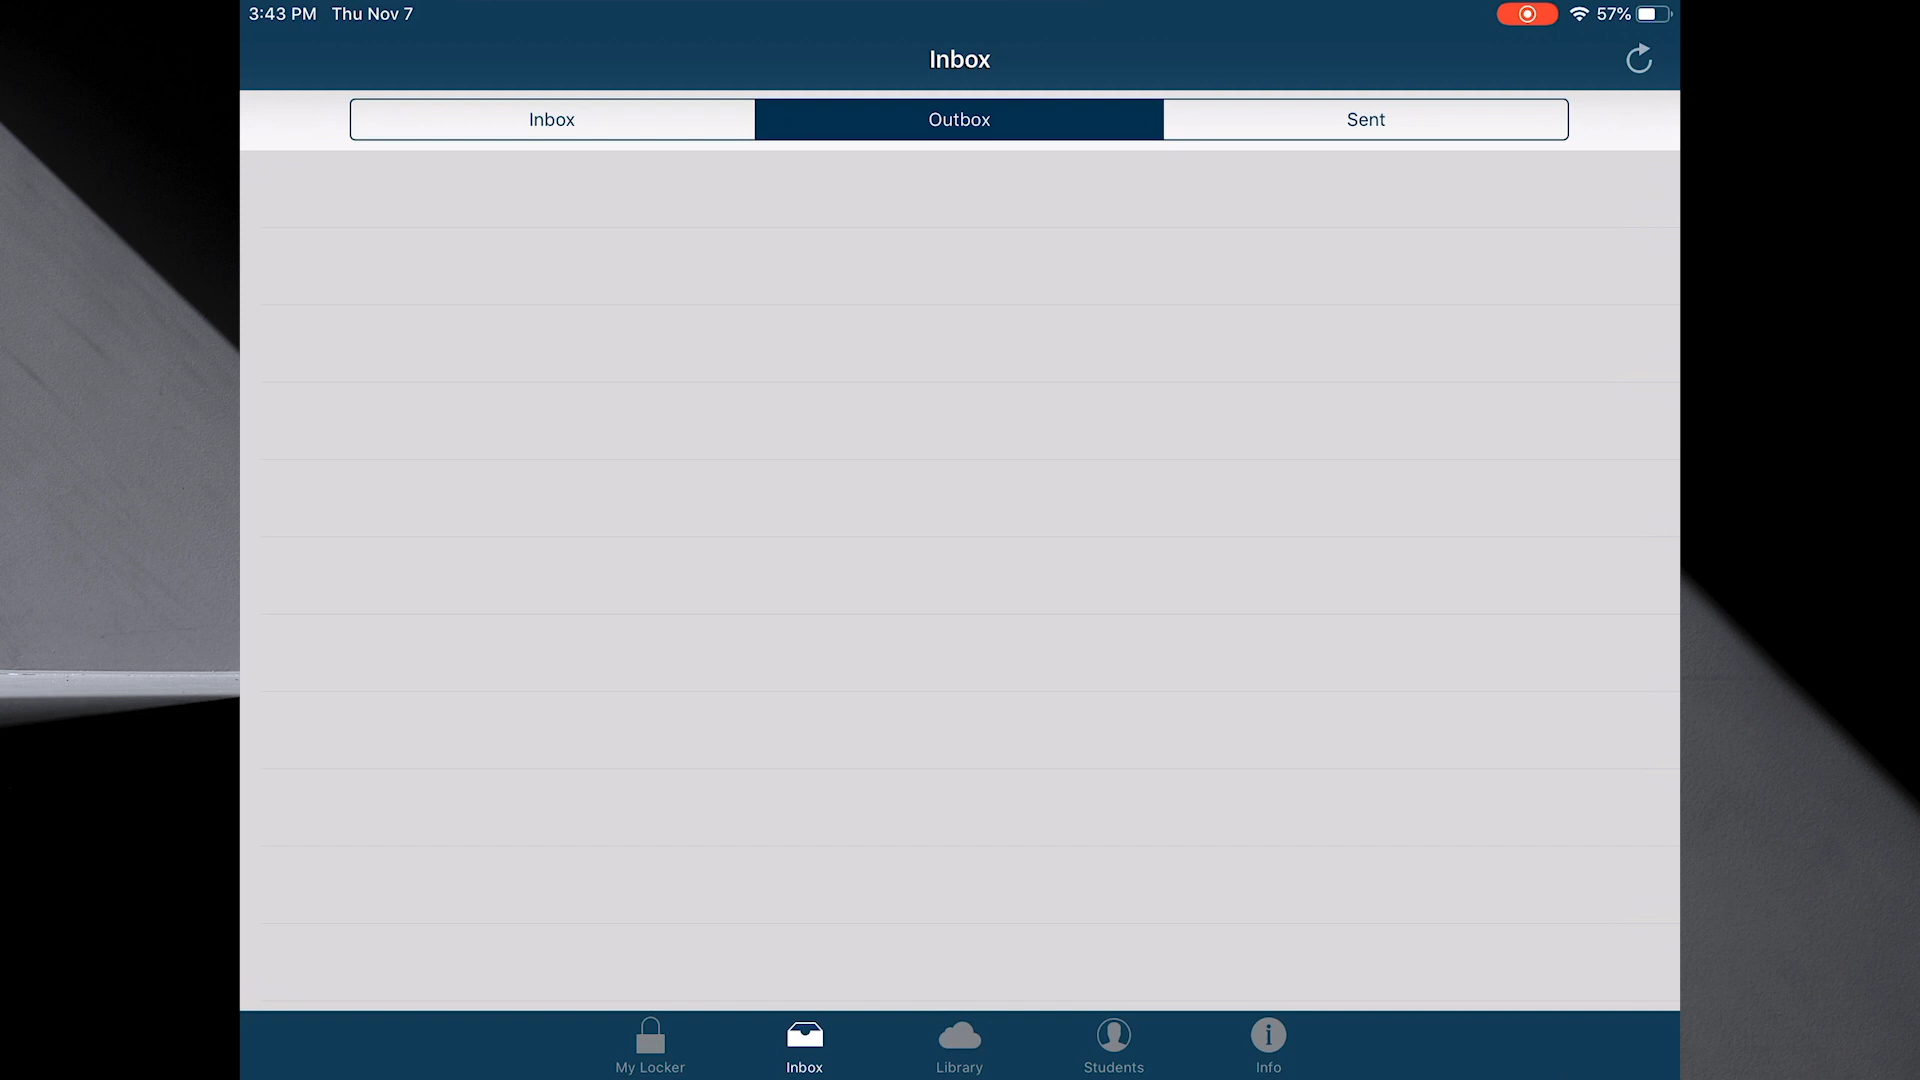 3:43 PM Thu Nov 7
57%
Inbox
Inbox
Outbox
Sent
My Locker
Inbox
Library
Students
Info